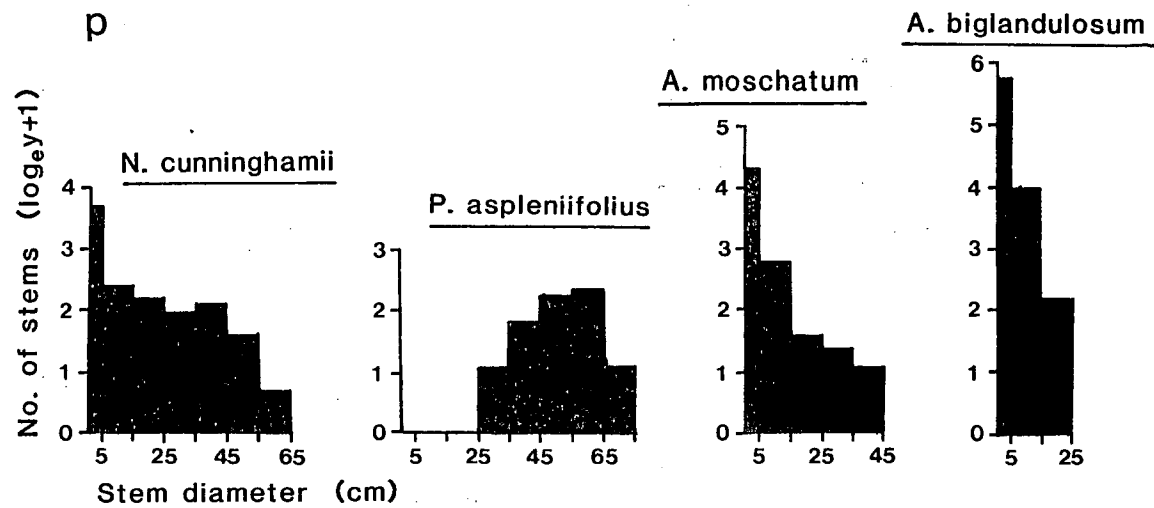 p
A. biglandulosum
A. moschatum
N. cunninghamii
P. aspleniifolius
No. of stems (logₑy+1)
4
3
2
1
0
5 25 45 65
3
2
1
0
5 25 45 65
5
4
3
2
1
0
5 25 45
6
5
4
3
2
1
0
5 25
Stem diameter (cm)